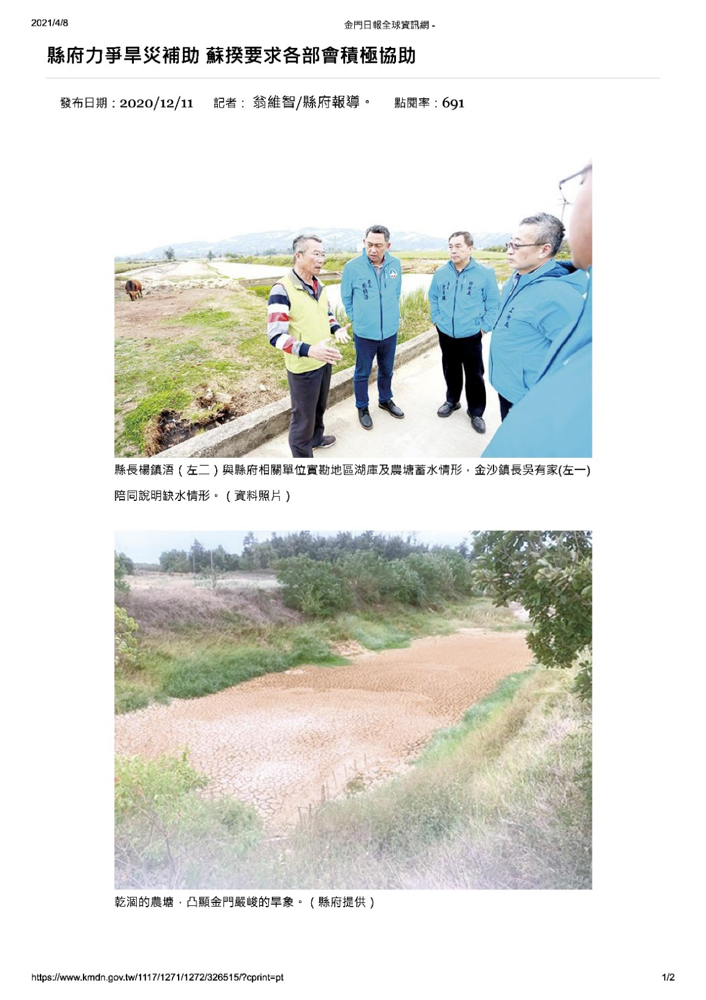 2021/4/8
金門日報全球資訊網 -
縣府力爭旱災補助 蘇揆要求各部會積極協助
發布日期：2020/12/11 記者： 翁維智/縣府報導。 點閱率：691
縣長楊鎮浯（左二）與縣府相關單位實勘地區湖庫及農塘蓄水情形，金沙鎮長吳有家(左一)
陪同說明缺水情形。（資料照片）
乾涸的農塘，凸顯金門嚴峻的旱象。（縣府提供）
https://www.kmdn.gov.tw/1117/1271/1272/326515/?cprint=pt
1/2